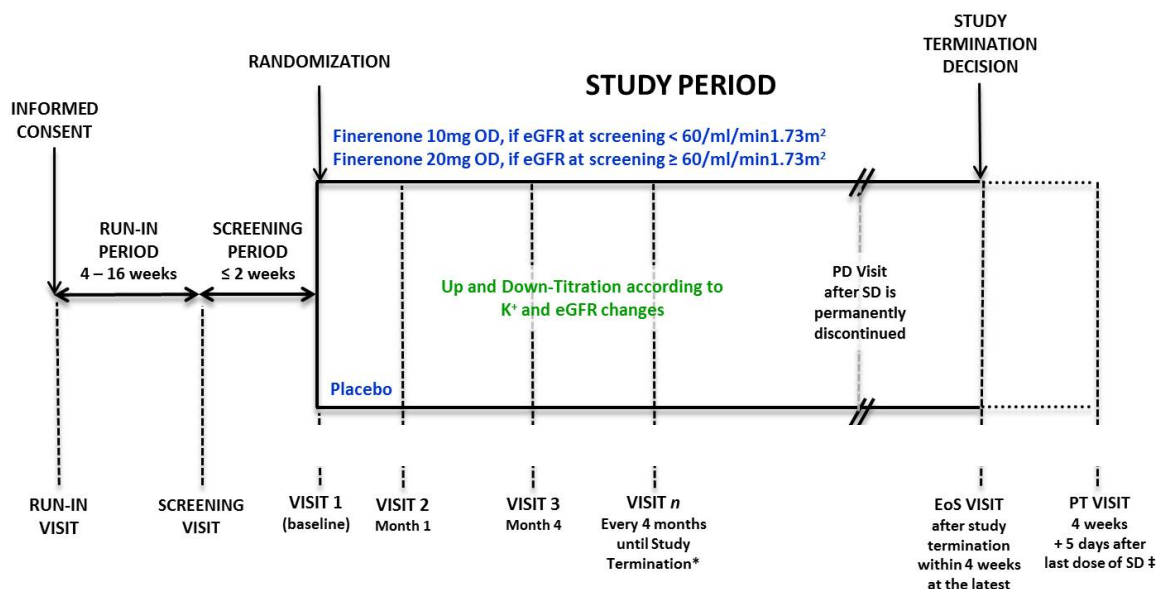 INFORMED
CONSENT
RANDOMIZATION
STUDY PERIOD
STUDY
TERMINATION
DECISION
Finerenone 10mg OD, if eGFR at screening < 60/ml/min1.73m²
Finerenone 20mg OD, if eGFR at screening ≥ 60/ml/min1.73m²
RUN-IN
PERIOD
4 – 16 weeks
SCREENING
PERIOD
≤ 2 weeks
Up and Down-Titration according to
K⁺ and eGFR changes
PD Visit
after SD is
permanently
discontinued
Placebo
RUN-IN
VISIT
SCREENING
VISIT
VISIT 1
(baseline)
VISIT 2
Month 1
VISIT 3
Month 4
VISIT n
Every 4 months
until Study
Termination*
EoS VISIT
after study
termination
within 4 weeks
at the latest
PT VISIT
4 weeks
+ 5 days after
last dose of SD ‡